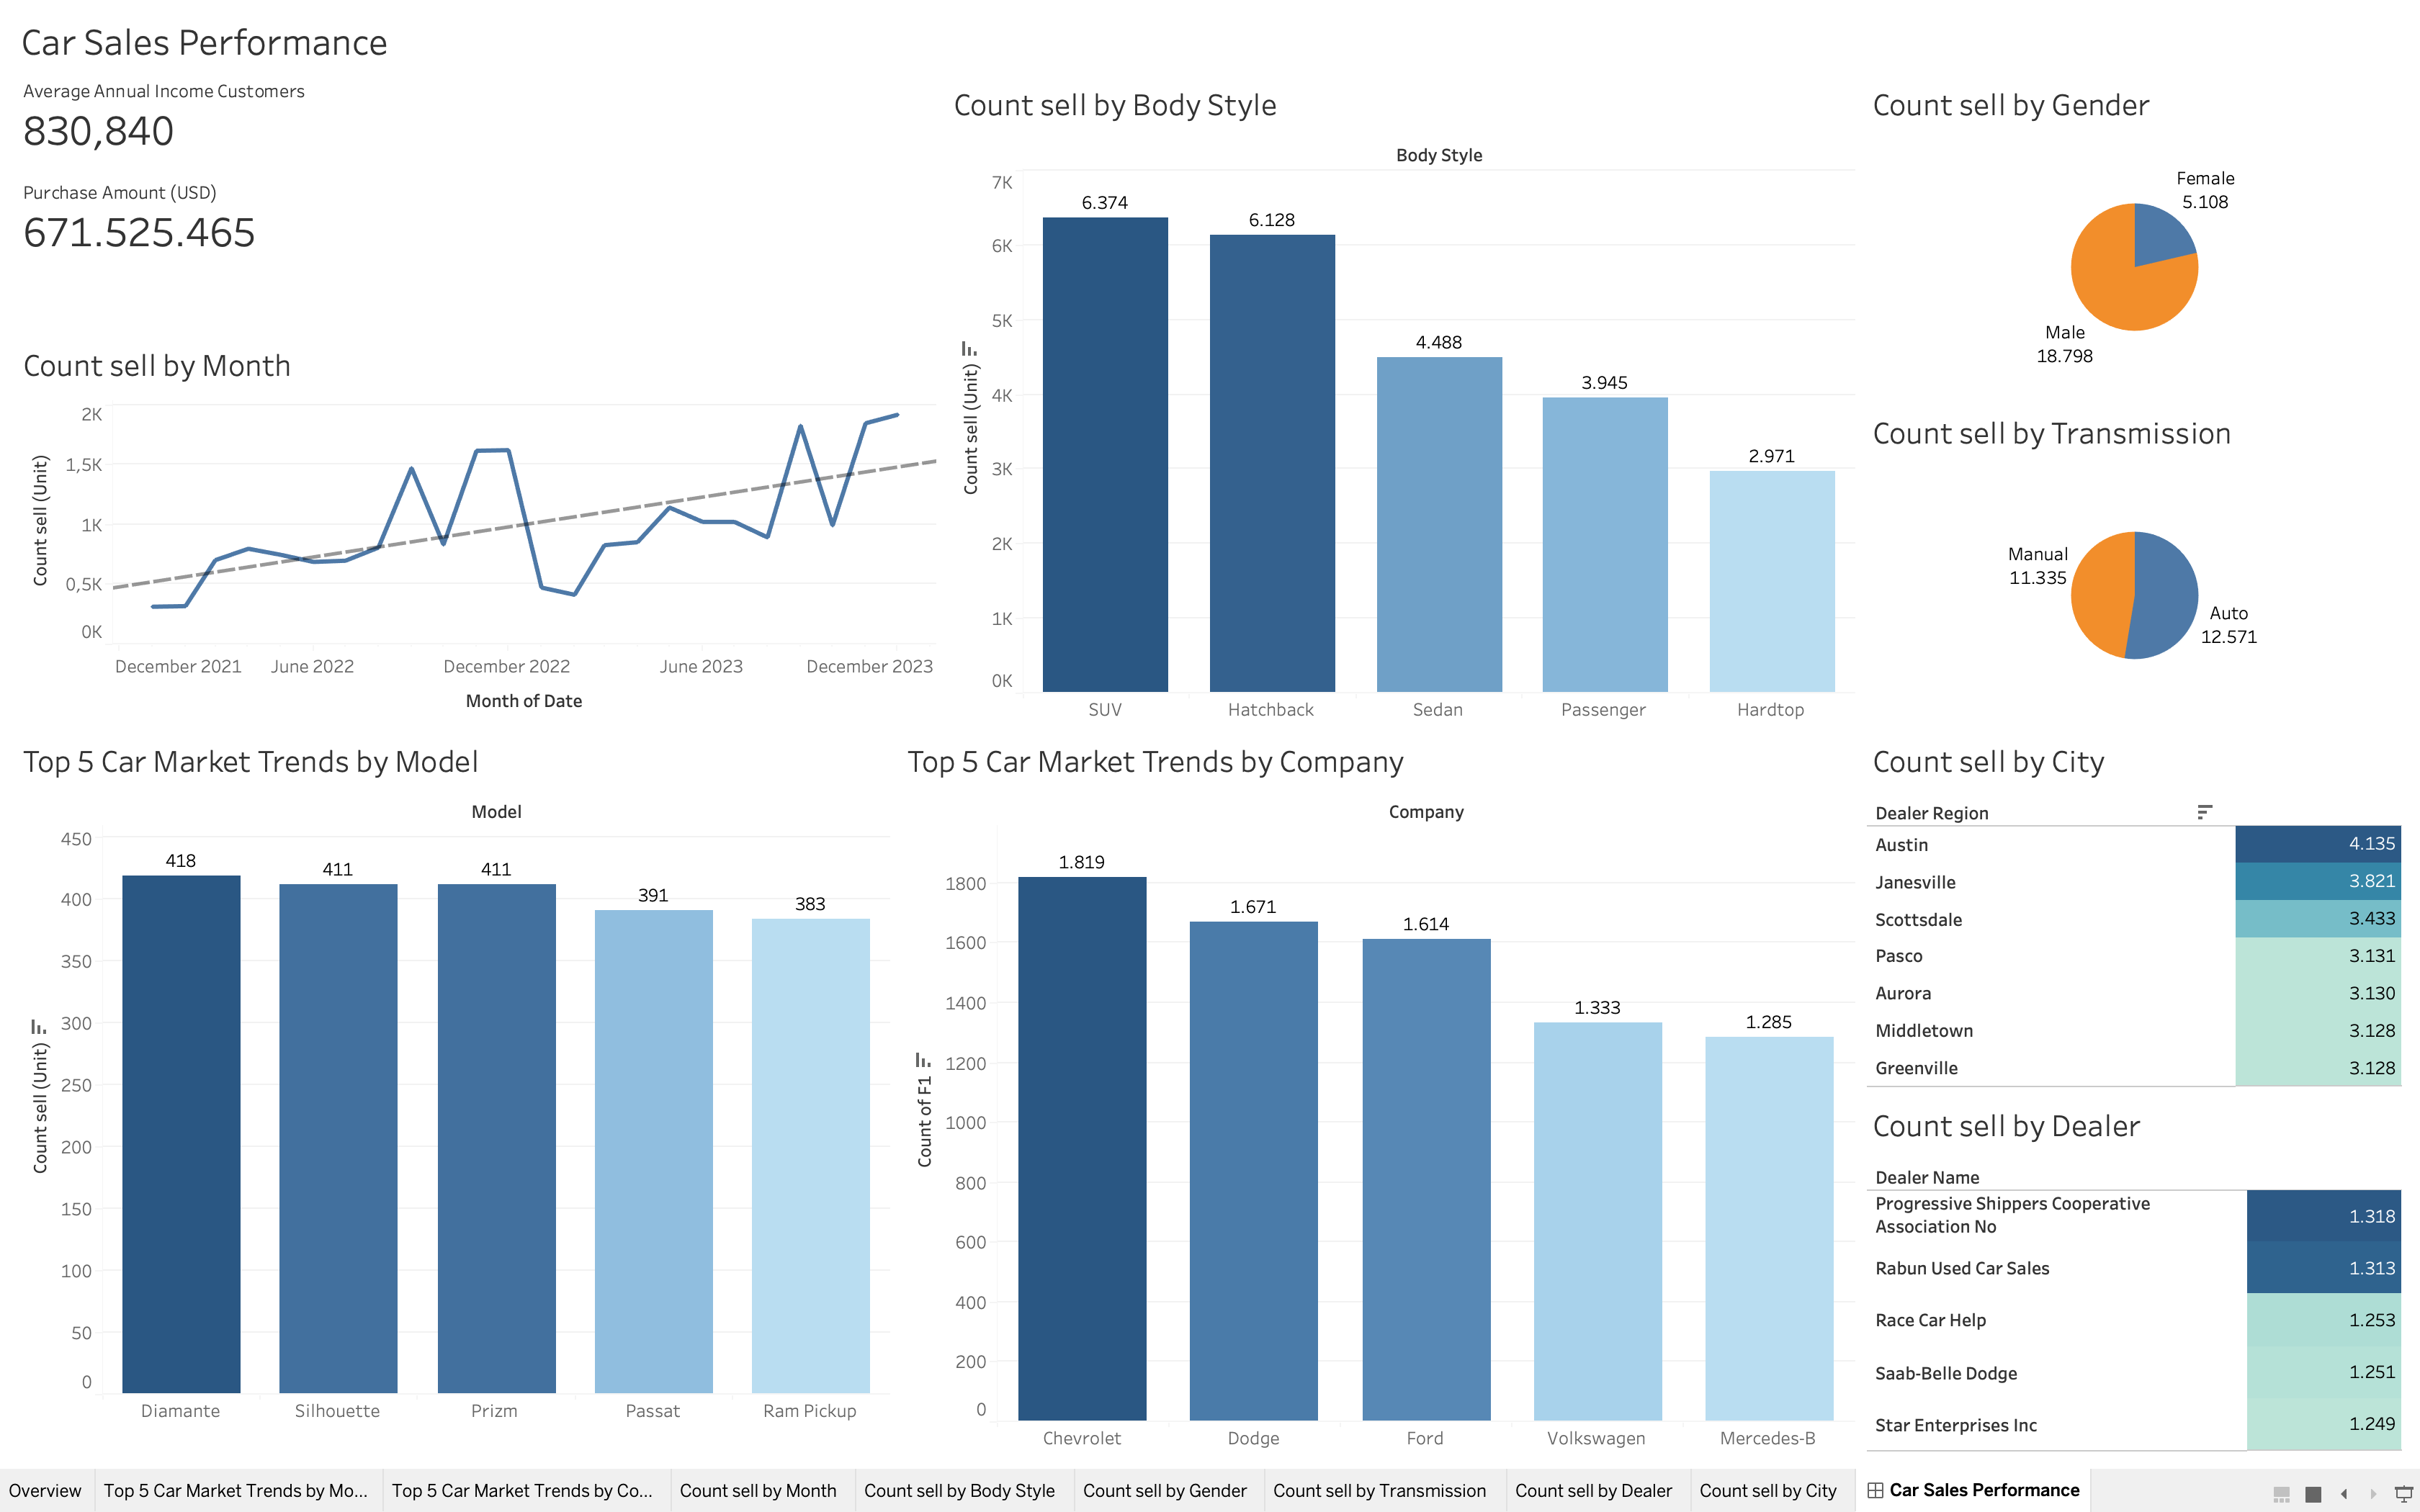 Car Sales Performance
Average Annual Income Customers
830,840
Purchase Amount (USD)
671.525.465
Count sell by Month
Count sell (Unit)
2K
1,5K
1K
0,5K
0K
December 2021 June 2022 December 2022 June 2023 December 2023
Month of Date
Count sell by Body Style
Body Style
Count sell (Unit)
7K
6K
5K
4K
3K
2K
1K
0K
6.374
6.128
4.488
3.945
2.971
SUV Hatchback Sedan Passenger Hardtop
Count sell by Gender
Female
5.108
Male
18.798
Count sell by Transmission
Manual
11.335
Auto
12.571
Top 5 Car Market Trends by Model
Model
Count sell (Unit)
450
400
350
300
250
200
150
100
50
0
418
411
411
391
383
Diamante Silhouette Prizm Passat Ram Pickup
Top 5 Car Market Trends by Company
Company
Count of F1
1800
1600
1400
1200
1000
800
600
400
200
0
1.819
1.671
1.614
1.333
1.285
Chevrolet Dodge Ford Volkswagen Mercedes-B
Count sell by City
Dealer Region
Austin 4.135
Janesville 3.821
Scottsdale 3.433
Pasco 3.131
Aurora 3.130
Middletown 3.128
Greenville 3.128
Count sell by Dealer
Dealer Name
Progressive Shippers Cooperative
Association No 1.318
Rabun Used Car Sales 1.313
Race Car Help 1.253
Saab-Belle Dodge 1.251
Star Enterprises Inc 1.249
Overview Top 5 Car Market Trends by Mo... Top 5 Car Market Trends by Co... Count sell by Month Count sell by Body Style Count sell by Gender Count sell by Transmission Count sell by Dealer Count sell by City Car Sales Performance